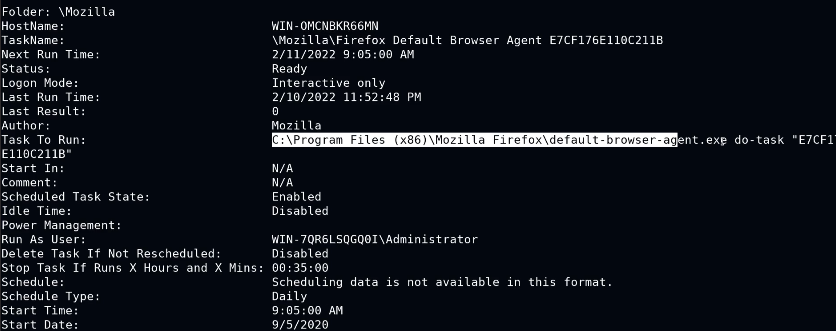 Folder: \Mozilla
HostName: WIN-OMCNBKR66MN
TaskName: \Mozilla\Firefox Default Browser Agent E7CF176E110C211B
Next Run Time: 2/11/2022 9:05:00 AM
Status: Ready
Logon Mode: Interactive only
Last Run Time: 2/10/2022 11:52:48 PM
Last Result: 0
Author: Mozilla
Task To Run: C:\Program Files (x86)\Mozilla Firefox\default-browser-agent.exe do-task "E7CF17
E110C211B"
Start In: N/A
Comment: N/A
Scheduled Task State: Enabled
Idle Time: Disabled
Power Management:
Run As User: WIN-7QR6LSQGQ0I\Administrator
Delete Task If Not Rescheduled: Disabled
Stop Task If Runs X Hours and X Mins: 00:35:00
Schedule: Scheduling data is not available in this format.
Schedule Type: Daily
Start Time: 9:05:00 AM
Start Date: 9/5/2020